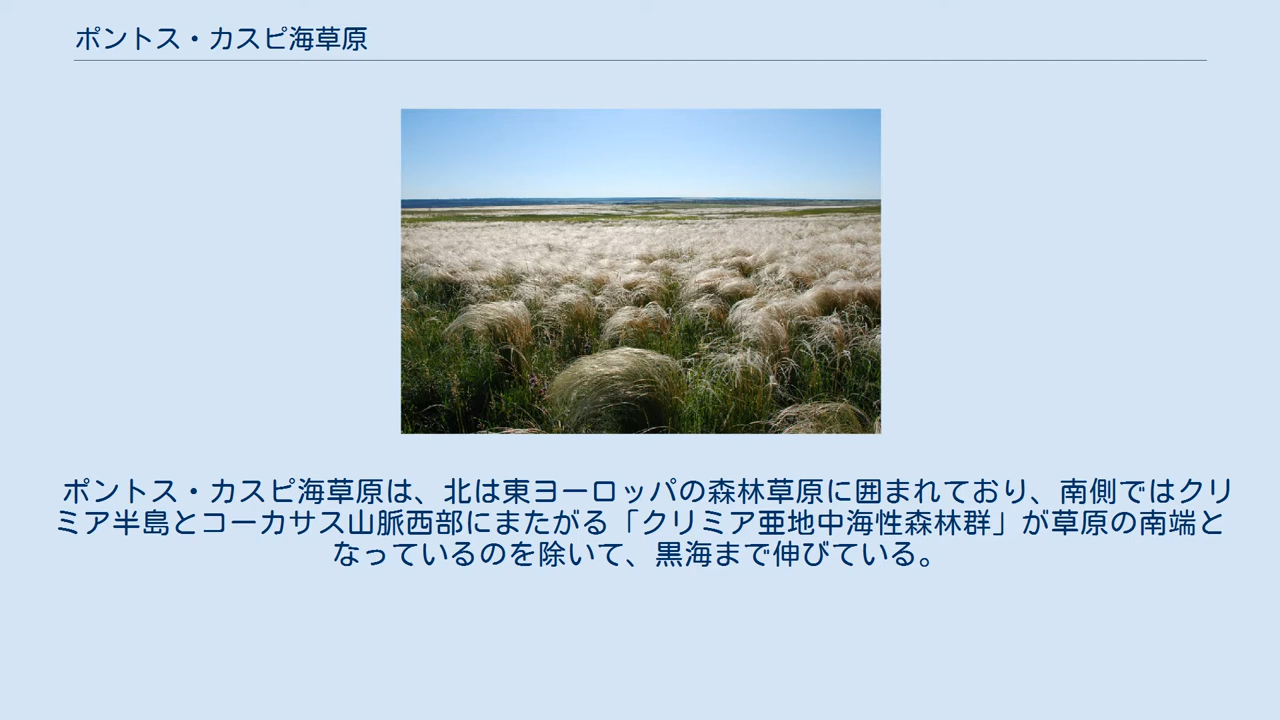 ポントス・カスピ海草原
ポントス・カスピ海草原は、北は東ヨーロッパの森林草原に囲まれており、南側ではクリ
ミア半島とコーカサス山脈西部にまたがる「クリミア亜地中海性森林群」が草原の南端と
なっているのを除いて、黒海まで伸びている。